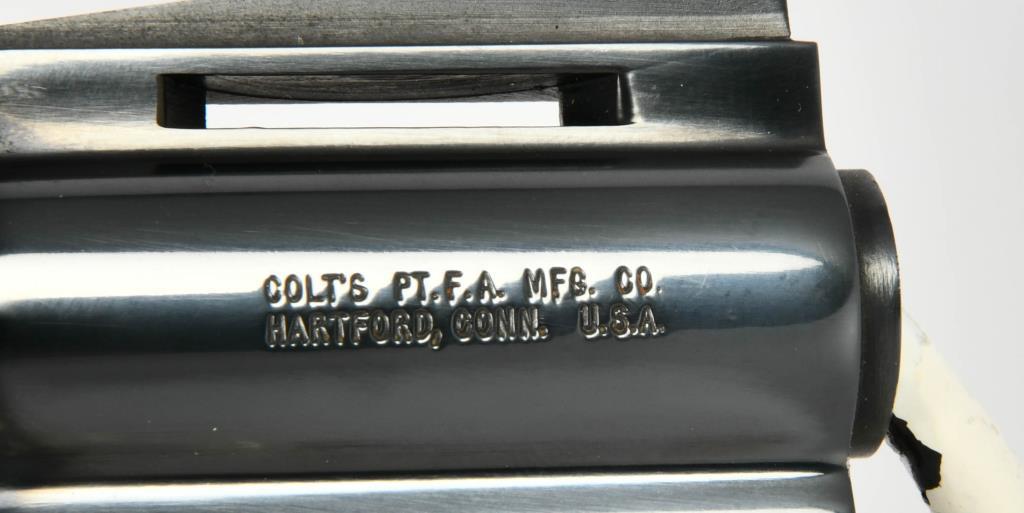 COLT'S PT. F. A. MFG. CO.
HARTFORD, CONN. U.S.A.